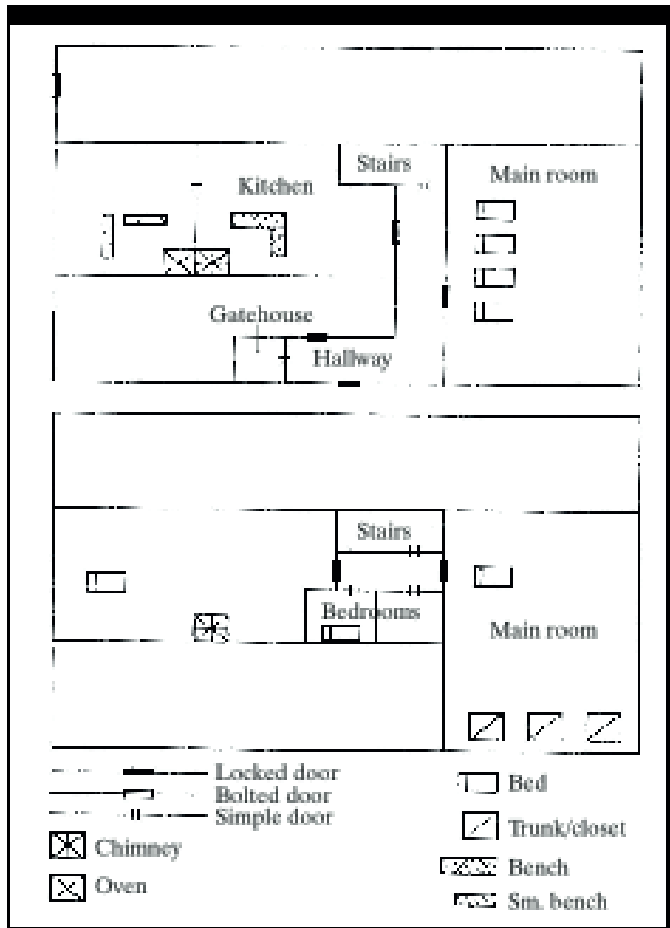 Stairs
Main room
Kitchen
Gatehouse
Hallway
Stairs
Bedrooms
Main room
Locked door
Bolted door
Simple door
Chimney
Oven
Bed
Trunk/closet
Bench
Sm. bench